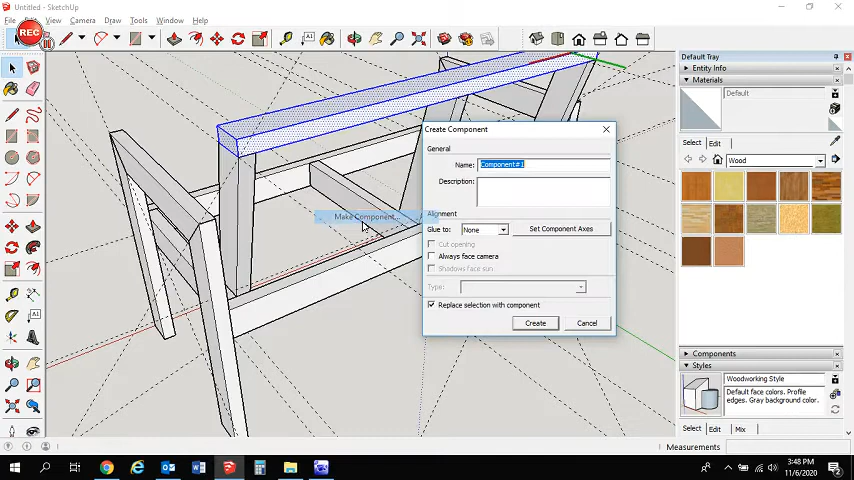 Untitled - SketchUp
File Edit View Camera Draw Tools Window Help
REC
Default Tray
Entity Info
Materials
Default
Select Edit
Wood
Create Component
General
Name: Component#1
Description:
Make Component...
Alignment
Glue to: None Set Component Axes
Cut opening
Always face camera
Shadows face sun
Type:
Replace selection with component
Create Cancel
Components
Styles
Woodworking Style
Default face colors. Profile
edges. Gray background color.
Select Edit Mix
Measurements
3:48 PM
11/6/2020